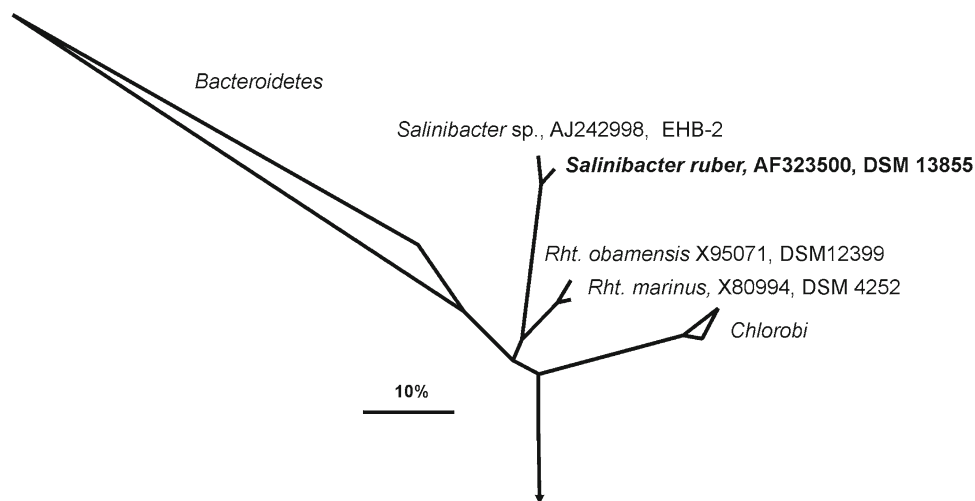 Bacteroidetes
Salinibacter sp., AJ242998, EHB-2
Salinibacter ruber, AF323500, DSM 13855
Rht. obamensis X95071, DSM12399
Rht. marinus, X80994, DSM 4252
Chlorobi
10%